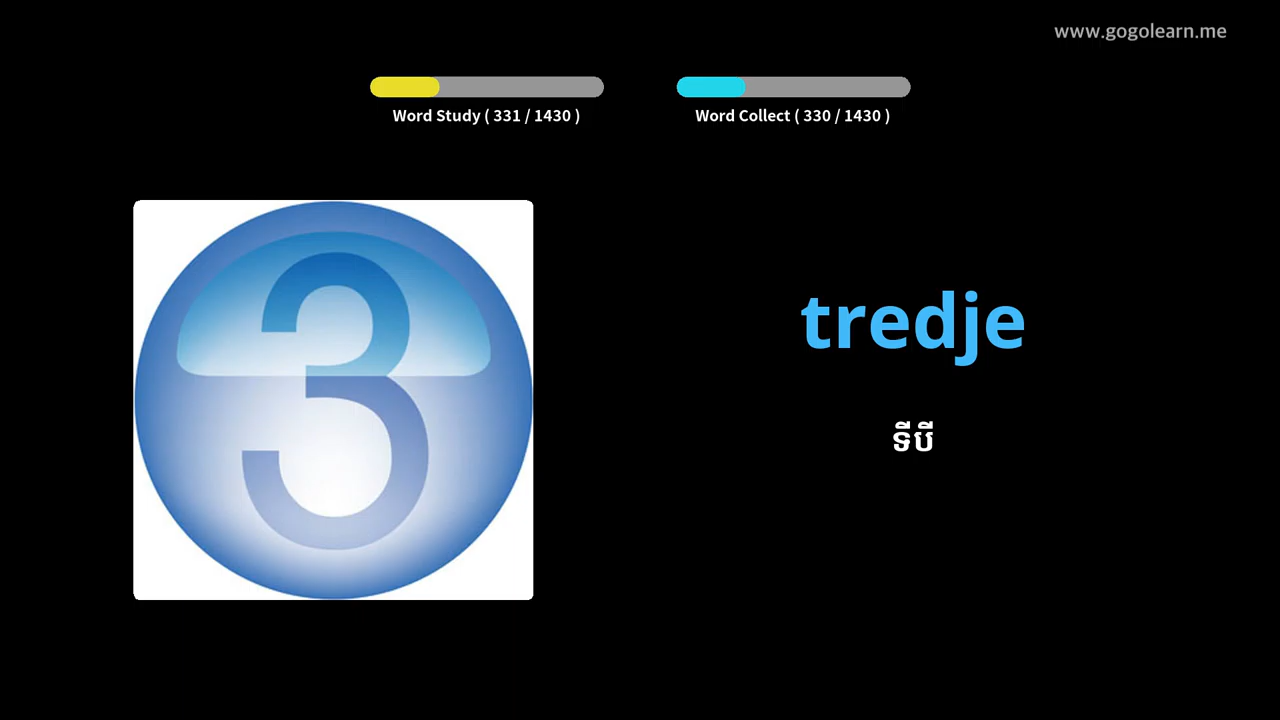 www.gogolearn.me
Word Study ( 331 / 1430 )
Word Collect ( 330 / 1430 )
3
tredje
ទីបី